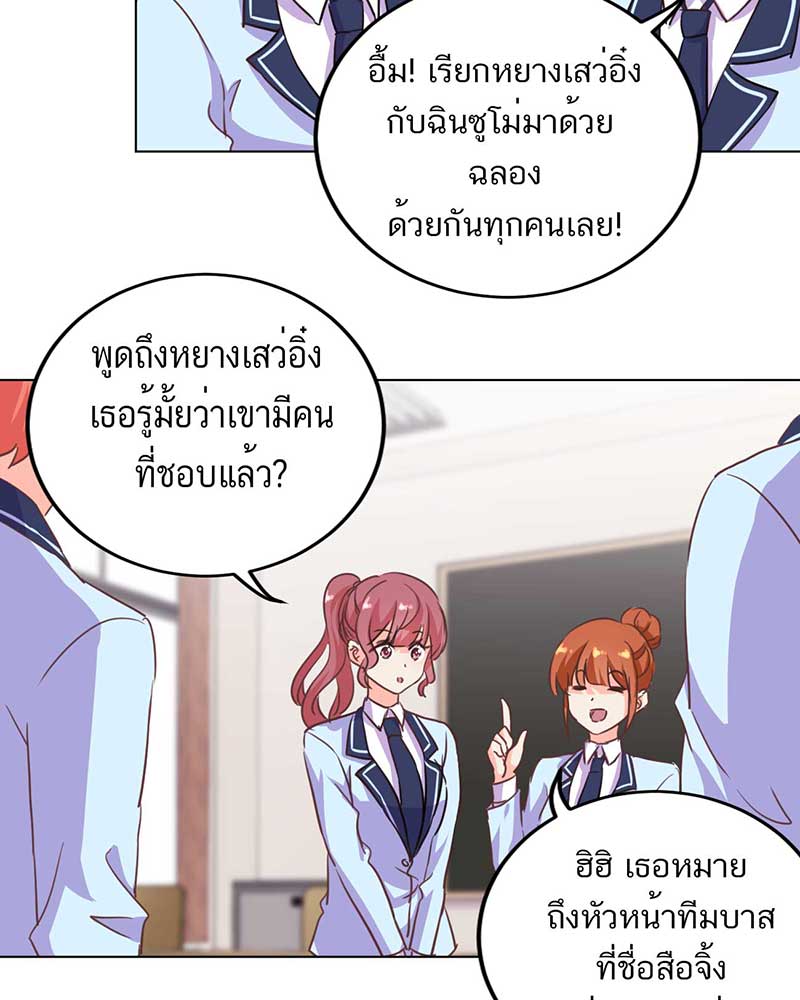 อื้ม! เรียกหยางเสว่อิ๋ง
กับฉินซูโม่มาด้วย
ฉลอง
ด้วยกันทุกคนเลย!
พูดถึงหยางเสว่อิ๋ง
เธอรู้มั้ยว่าเขามีคน
ที่ชอบแล้ว?
ฮิฮิ เธอหมาย
ถึงหัวหน้าทีมบาส
ที่ชื่อสือจิ้ง